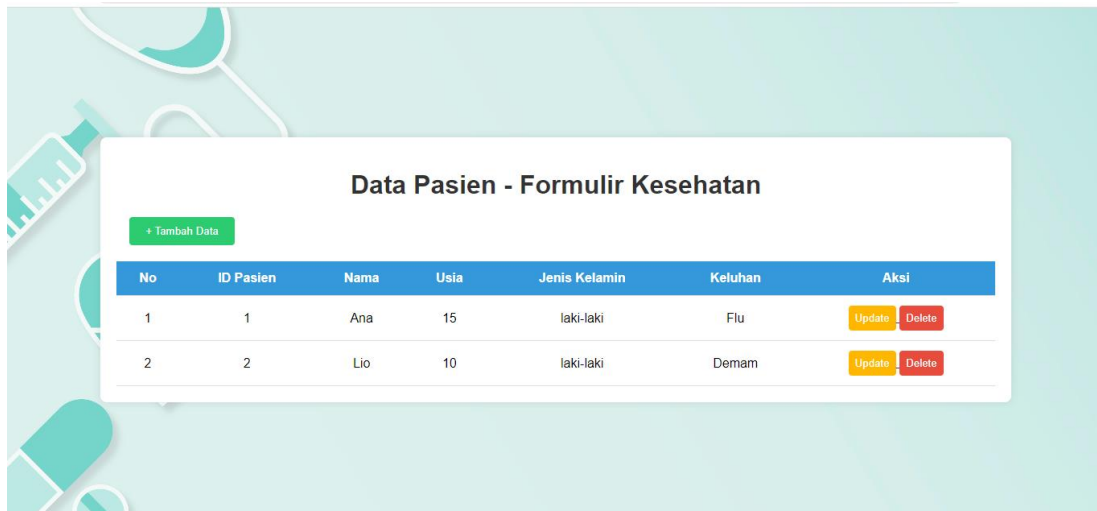 Data Pasien - Formulir Kesehatan
+ Tambah Data
No ID Pasien Nama Usia Jenis Kelamin Keluhan Aksi
1 1 Ana 15 laki-laki Flu Update Delete
2 2 Lio 10 laki-laki Demam Update Delete